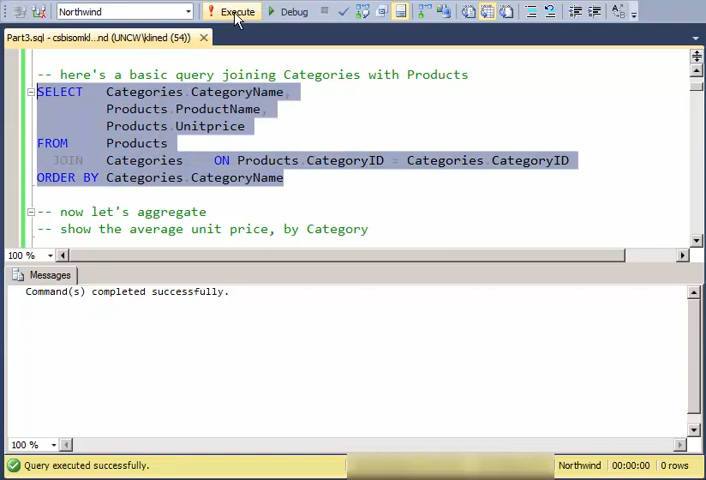 Northwind Execute Debug
Part3.sql - csbisomkl...nd (UNCW\klined (54))
-- here's a basic query joining Categories with Products
SELECT Categories.CategoryName,
Products.ProductName,
Products.Unitprice
FROM Products
JOIN Categories ON Products.CategoryID = Categories.CategoryID
ORDER BY Categories.CategoryName
-- now let's aggregate
-- show the average unit price, by Category
100 %
Messages
Command(s) completed successfully.
100 %
Query executed successfully. Northwind 00:00:00 0 rows